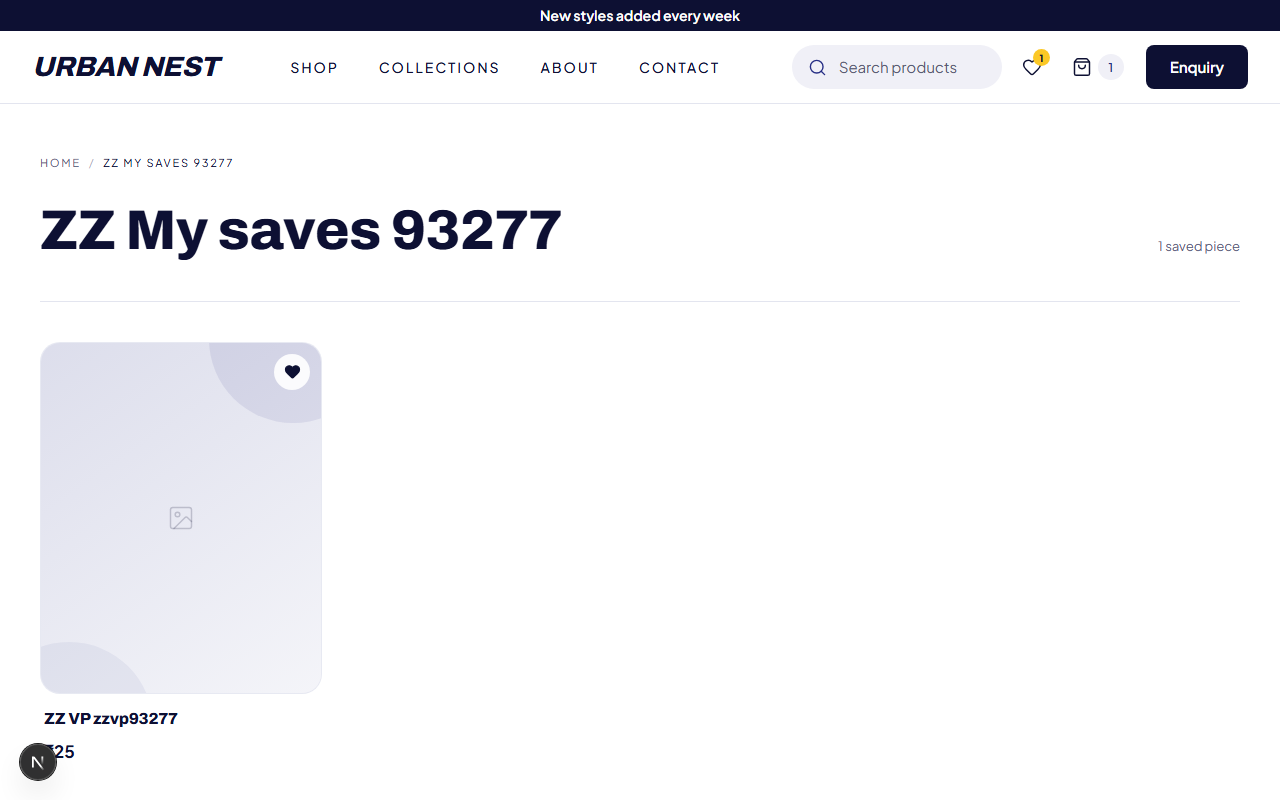 New styles added every week
URBAN NEST
SHOP COLLECTIONS ABOUT CONTACT
Search products
1
1
Enquiry
HOME / ZZ MY SAVES 93277
ZZ My saves 93277
1 saved piece
ZZ VP zzvp93277
25
N